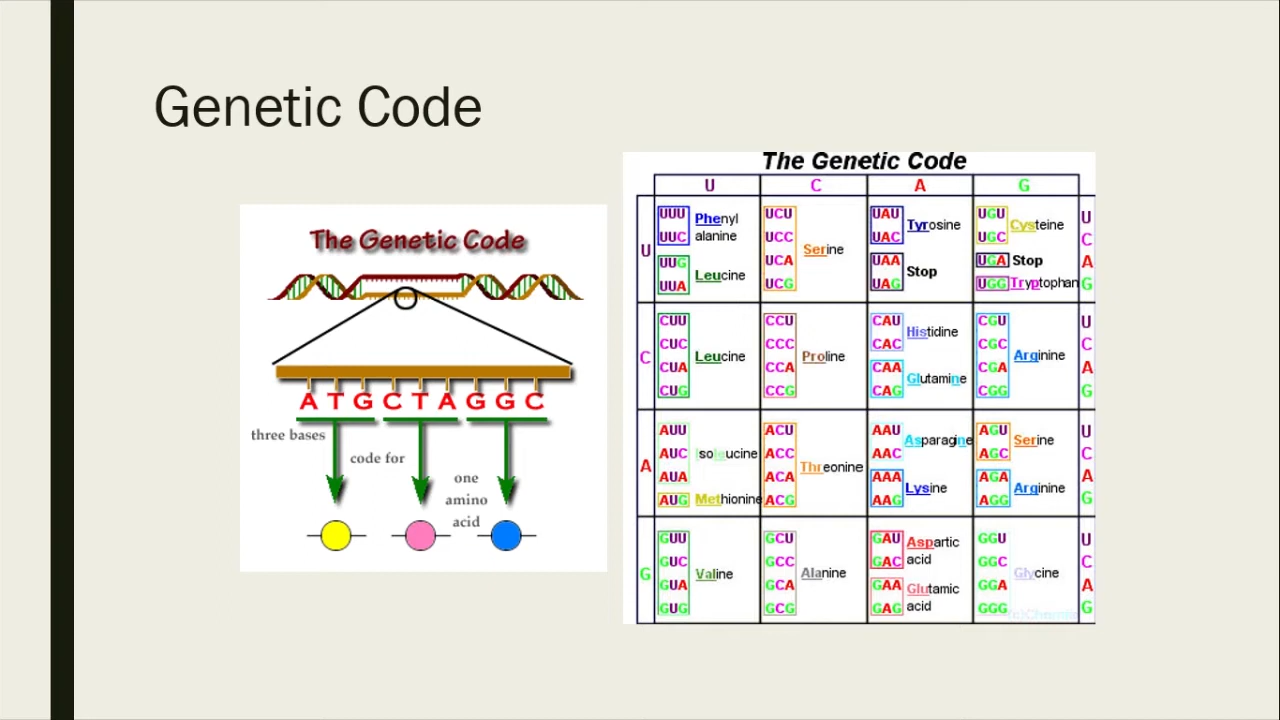 Genetic Code
The Genetic Code
A T G C T A G G C
three bases
code for
one
amino
acid
The Genetic Code
U C A G
U
UUU
UUC
Phenyl
alanine
UUG
UUA
Leucine
UCU
UCC
UCA
UCG
Serine
UAU
UAC
Tyrosine
UAA
UAG
Stop
UGU
UGC
Cysteine
UGA Stop
UGG Tryptophan
U
C
A
G
C
CUU
CUC
CUA
CUG
Leucine
CCU
CCC
CCA
CCG
Proline
CAU
CAC
Histidine
CAA
CAG
Glutamine
CGU
CGC
CGA
CGG
Arginine
U
C
A
G
A
AUU
AUC
AUA
Isoleucine
AUG Methionine
ACU
ACC
ACA
ACG
Threonine
AAU
AAC
Asparagine
AAA
AAG
Lysine
AGU
AGC
Serine
AGA
AGG
Arginine
U
C
A
G
G
GUU
GUC
GUA
GUG
Valine
GCU
GCC
GCA
GCG
Alanine
GAU
GAC
Aspartic
acid
GAA
GAG
Glutamic
acid
GGU
GGC
GGA
GGG
Glycine
U
C
A
G